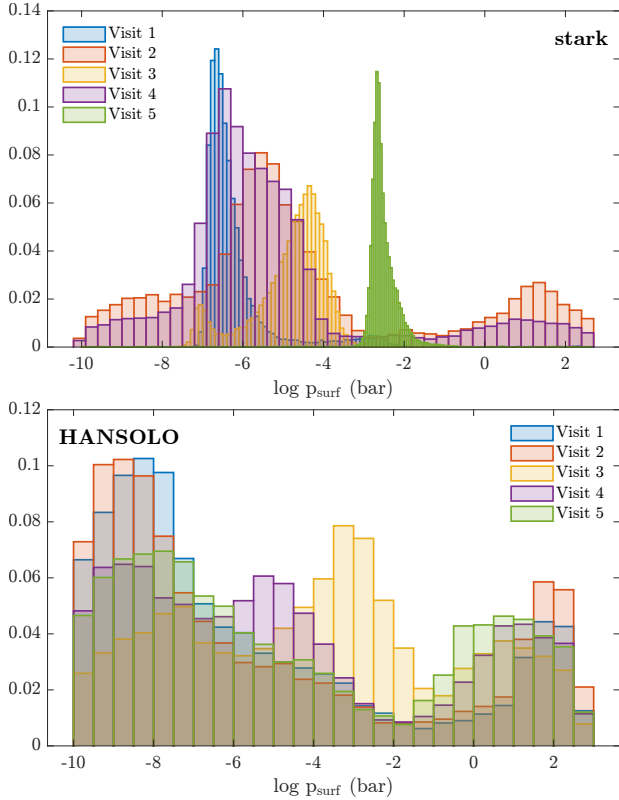 0.14
0.12
0.1
0.08
0.06
0.04
0.02
0
stark
Visit 1
Visit 2
Visit 3
Visit 4
Visit 5
-10 -8 -6 -4 -2 0 2
log p_surf (bar)
0.12
0.1
0.08
0.06
0.04
0.02
0
HANSOLO
Visit 1
Visit 2
Visit 3
Visit 4
Visit 5
-10 -8 -6 -4 -2 0 2
log p_surf (bar)